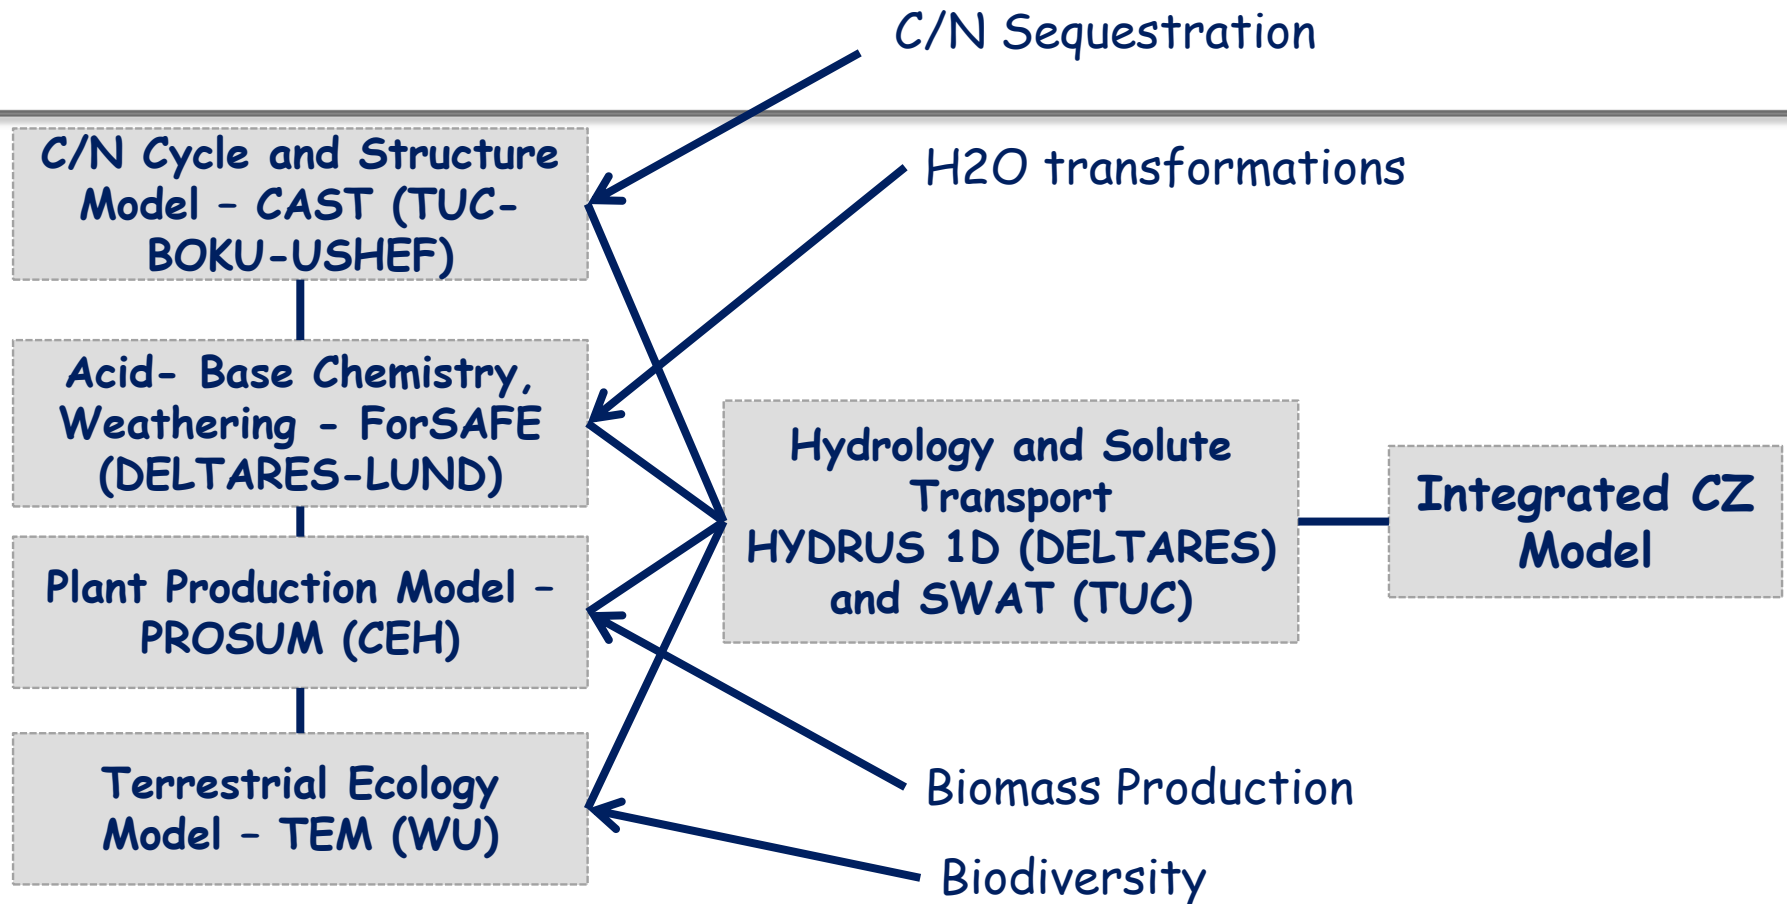 C/N Sequestration
C/N Cycle and Structure
Model – CAST (TUC-
BOKU-USHEF)
H2O transformations
Acid- Base Chemistry,
Weathering - ForSAFE
(DELTARES-LUND)
Hydrology and Solute
Transport
HYDRUS 1D (DELTARES)
and SWAT (TUC)
Integrated CZ
Model
Plant Production Model –
PROSUM (CEH)
Terrestrial Ecology
Model – TEM (WU)
Biomass Production
Biodiversity